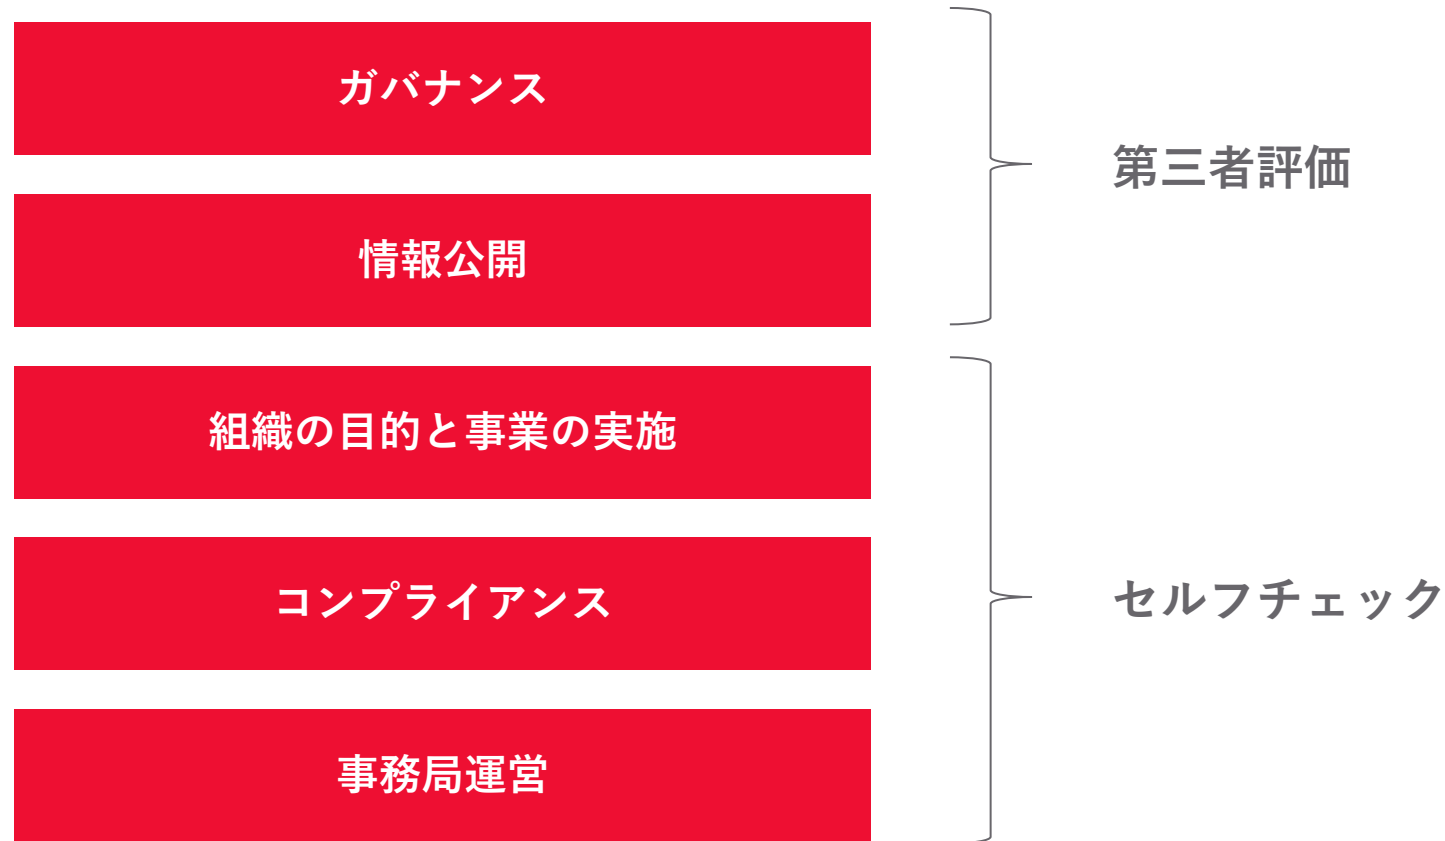 ガバナンス
情報公開
第三者評価
組織の目的と事業の実施
コンプライアンス
事務局運営
セルフチェック